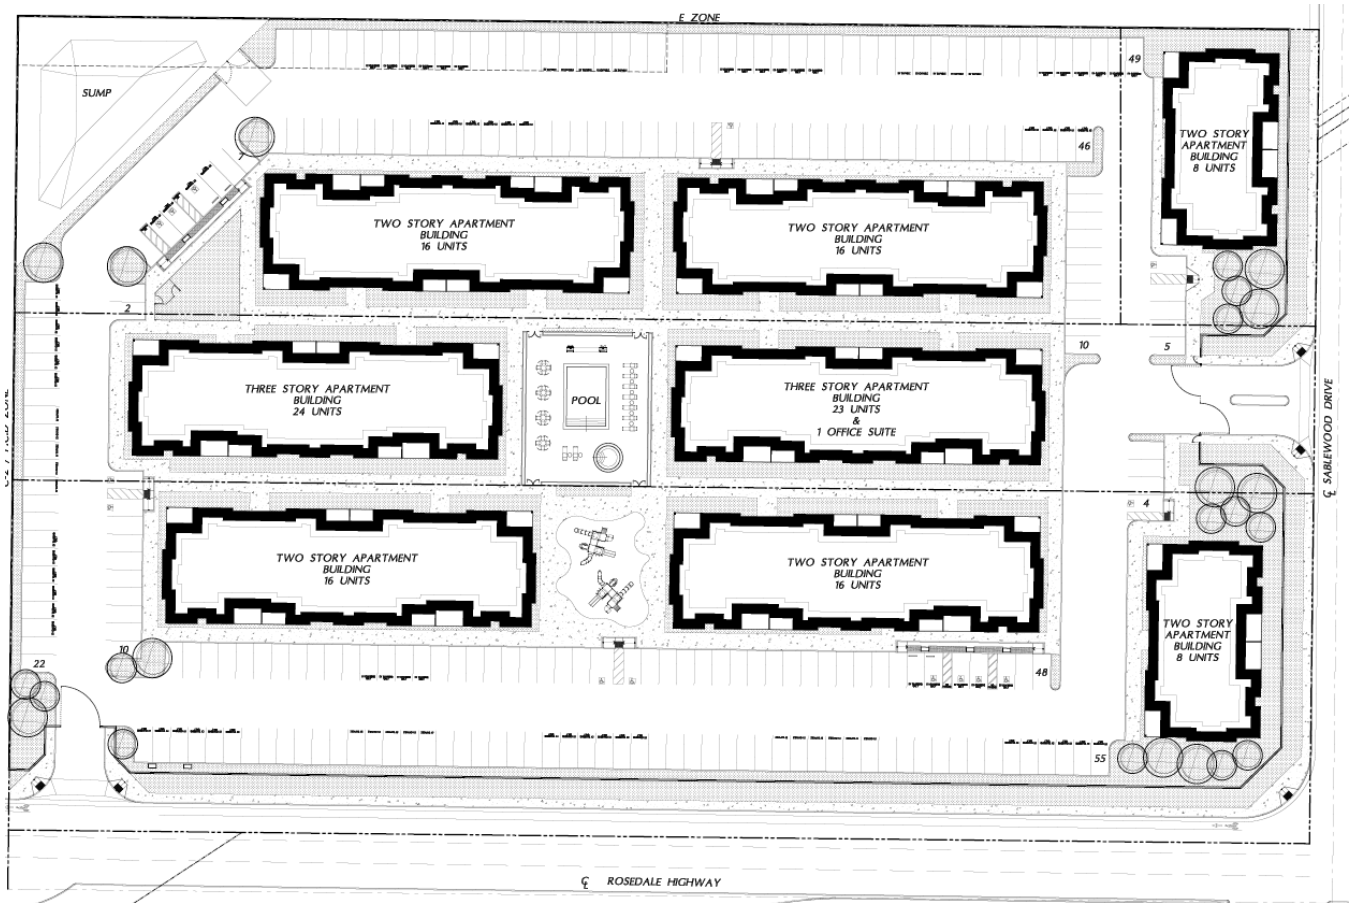 E ZONE
49
SUMP
TWO STORY
APARTMENT
BUILDING
8 UNITS
46
7
TWO STORY APARTMENT
BUILDING
16 UNITS
TWO STORY APARTMENT
BUILDING
16 UNITS
2
10
5
THREE STORY APARTMENT
BUILDING
24 UNITS
POOL
THREE STORY APARTMENT
BUILDING
23 UNITS
&
1 OFFICE SUITE
℄ SABLEWOOD DRIVE
4
TWO STORY APARTMENT
BUILDING
16 UNITS
TWO STORY APARTMENT
BUILDING
16 UNITS
TWO STORY
APARTMENT
BUILDING
8 UNITS
10
22
48
55
℄ ROSEDALE HIGHWAY